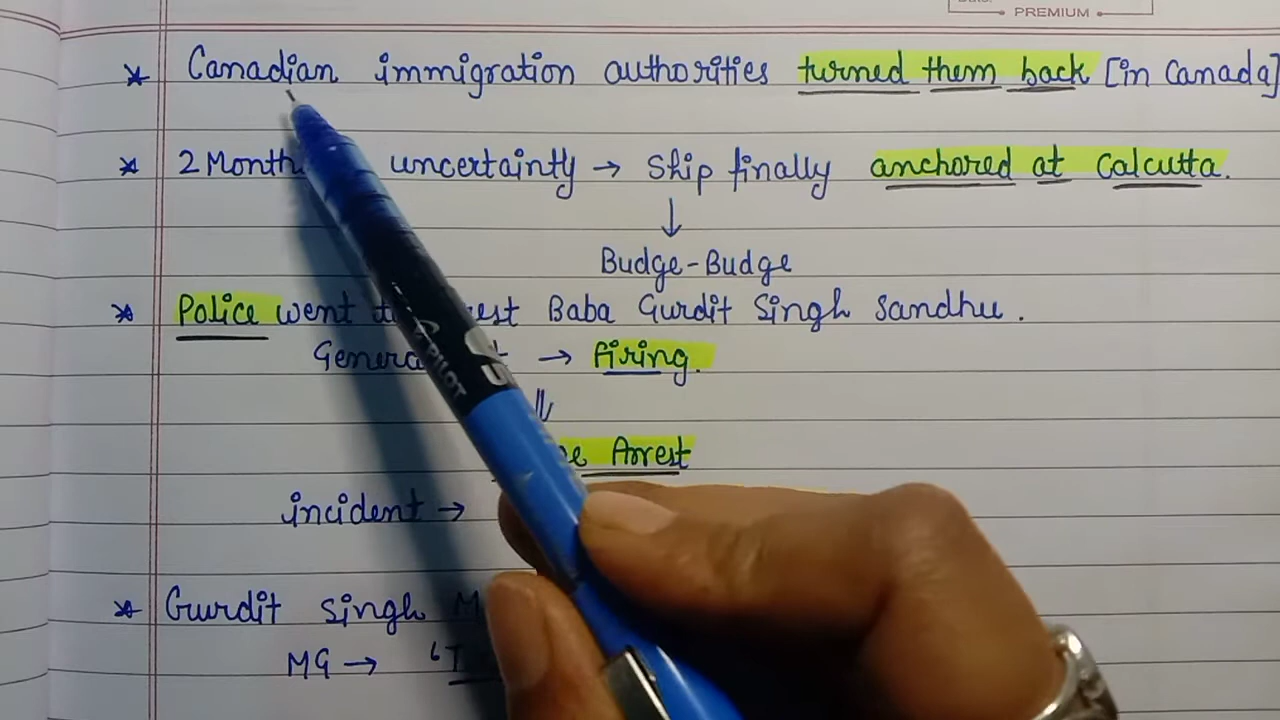 PREMIUM
* Canadian immigration authorities turned them back [in Canada]
* 2 Month uncertainty → Ship finally anchored at Calcutta.
↓
Budge-Budge
* Police went Baba Gurdit Singh Sandhu.
→ firing.
⇓
Arrest
incident →
* Gurdit Singh
MG →
PILOT